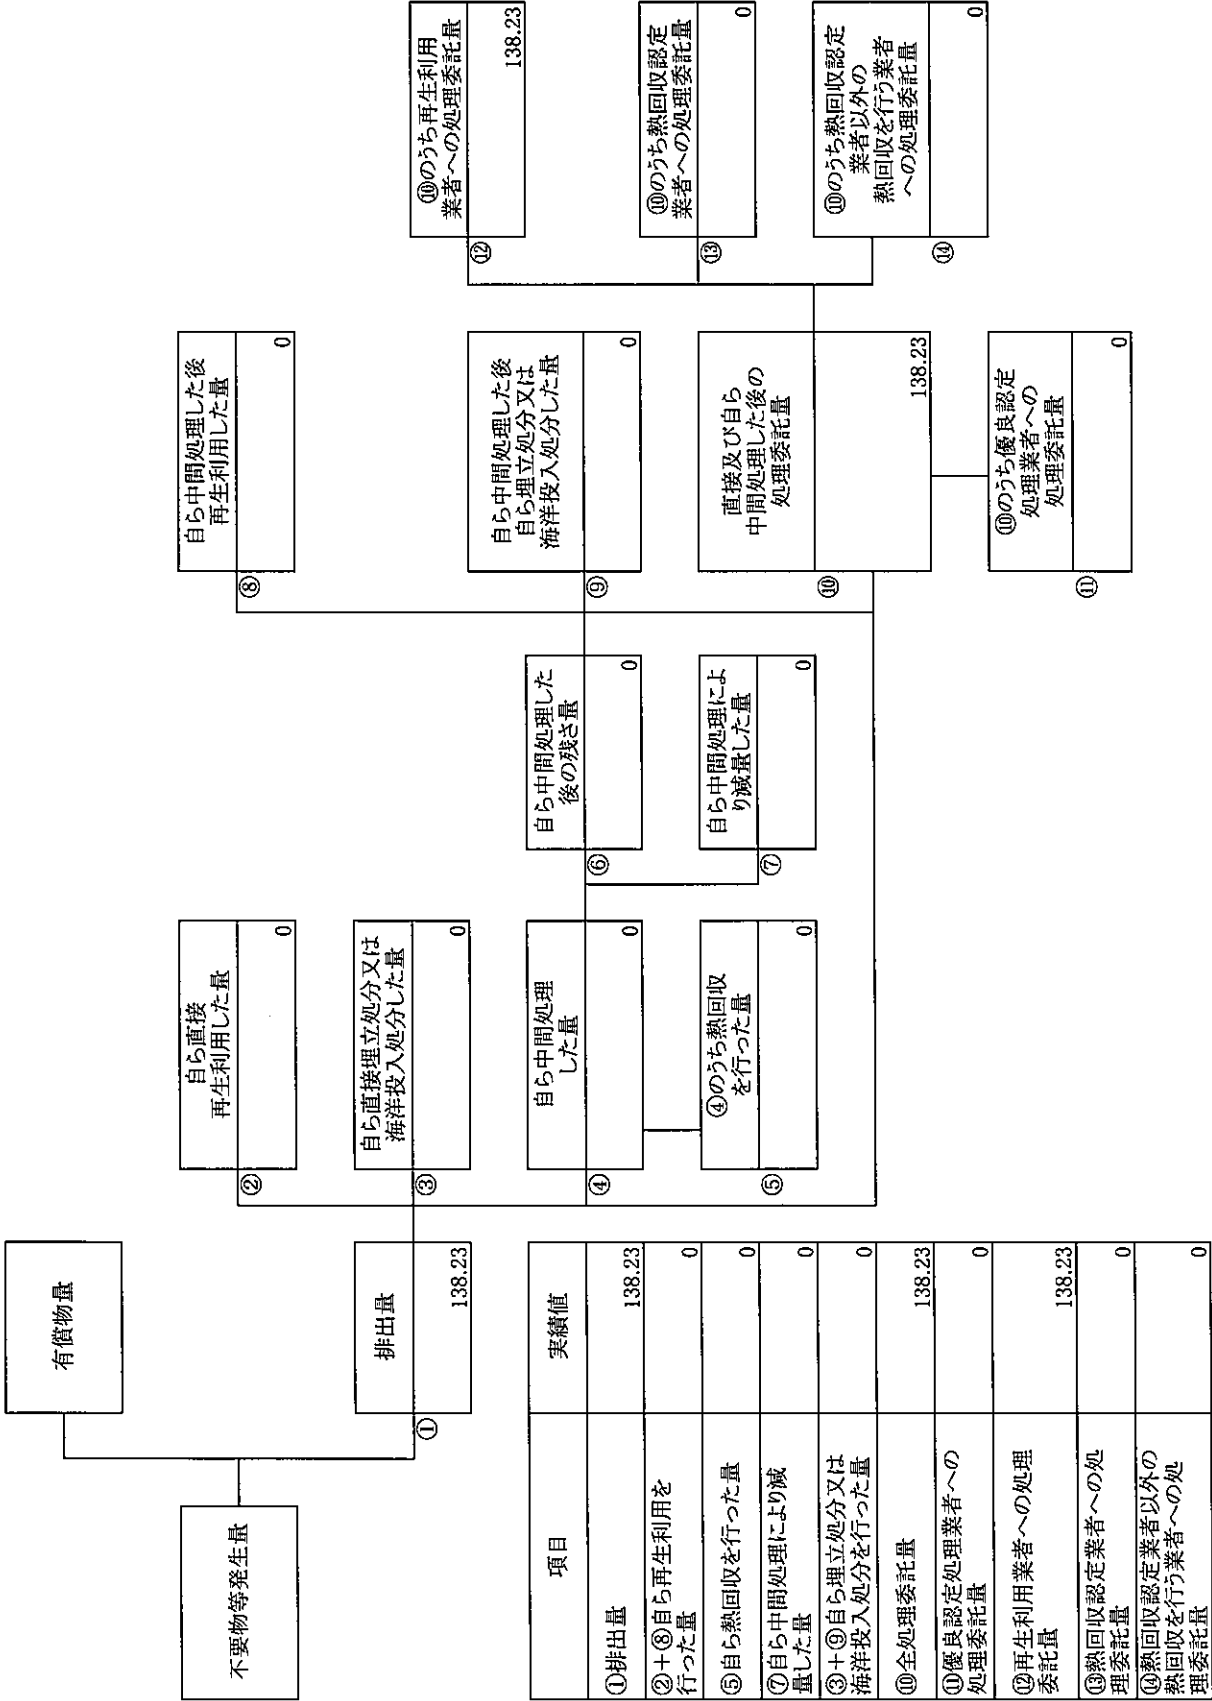 不要物等発生量
有償物量
①
排出量
138.23
②
自ら直接
再生利用した量
0
③
自ら直接埋立処分又は
海洋投入処分した量
0
④
自ら中間処理
した量
0
⑤
④のうち熱回収
を行った量
0
⑥
自ら中間処理した
後の残さ量
0
⑦
自ら中間処理によ
り減量した量
0
⑧
自ら中間処理した後
再生利用した量
0
⑨
自ら中間処理した後
自ら埋立処分又は
海洋投入処分した量
0
⑩
直接及び自ら
中間処理した後の
処理委託量
138.23
⑪
⑩のうち優良認定
処理業者への
処理委託量
0
⑫
⑩のうち再生利用
業者への処理委託量
138.23
⑬
⑩のうち熱回収認定
業者への処理委託量
0
⑭
⑩のうち熱回収認定
業者以外の
熱回収を行う業者
への処理委託量
0
項目 実績値
①排出量 138.23
②+⑧自ら再生利用を
行った量 0
⑤自ら熱回収を行った量 0
⑦自ら中間処理により減
量した量 0
③+⑨自ら埋立処分又は
海洋投入処分を行った量 0
⑩全処理委託量 138.23
⑪優良認定処理業者への
処理委託量 0
⑫再生利用業者への処理
委託量 138.23
⑬熱回収認定業者への処
理委託量 0
⑭熱回収認定業者以外の
熱回収を行う業者への処
理委託量 0